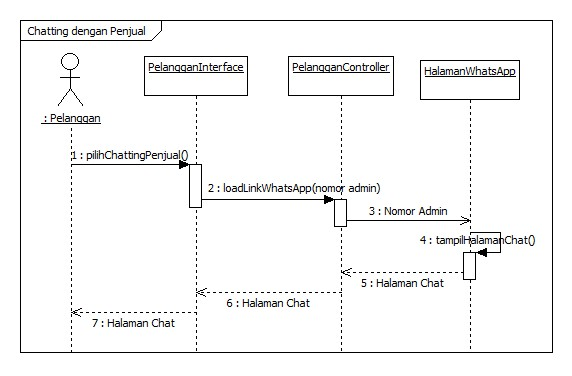 Chatting dengan Penjual
PelangganInterface
PelangganController
HalamanWhatsApp
: Pelanggan
1 : pilihChattingPenjual()
2 : loadLinkWhatsApp(nomor admin)
3 : Nomor Admin
4 : tampilHalamanChat()
5 : Halaman Chat
6 : Halaman Chat
7 : Halaman Chat